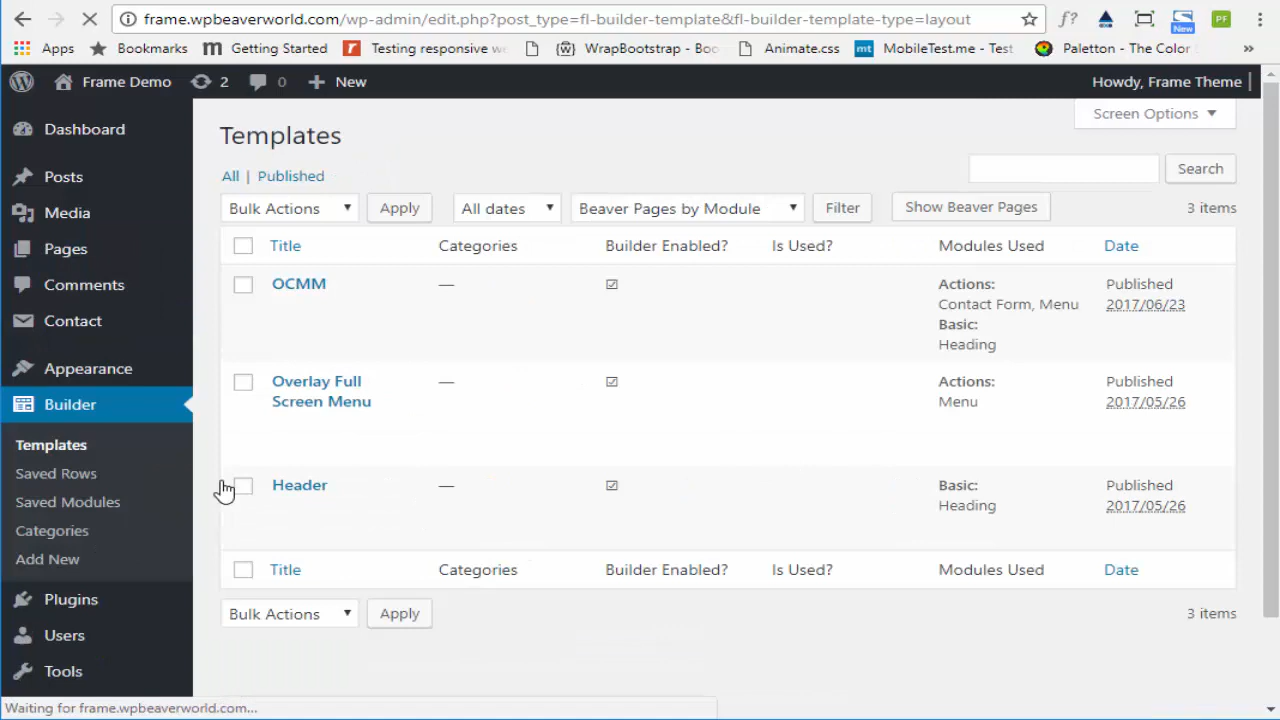 frame.wpbeaverworld.com/wp-admin/edit.php?post_type=fl-builder-template&fl-builder-template-type=layout
f?
New
PF
Apps
Bookmarks
m Getting Started
Testing responsive w
WrapBootstrap - Boo
Animate.css
mt MobileTest.me - Test
Paletton - The Color
»
Frame Demo
2
0
New
Howdy, Frame Theme
Dashboard
Posts
Media
Pages
Comments
Contact
Appearance
Builder
Templates
Saved Rows
Saved Modules
Categories
Add New
Plugins
Users
Tools
Screen Options
Templates
All | Published
Search
Bulk Actions
Apply
All dates
Beaver Pages by Module
Filter
Show Beaver Pages
3 items
Title Categories Builder Enabled? Is Used? Modules Used Date
OCMM — Actions: Published
Contact Form, Menu 2017/06/23
Basic:
Heading
Overlay Full — Actions: Published
Screen Menu Menu 2017/05/26
Header — Basic: Published
Heading 2017/05/26
Title Categories Builder Enabled? Is Used? Modules Used Date
Bulk Actions
Apply
3 items
Waiting for frame.wpbeaverworld.com...